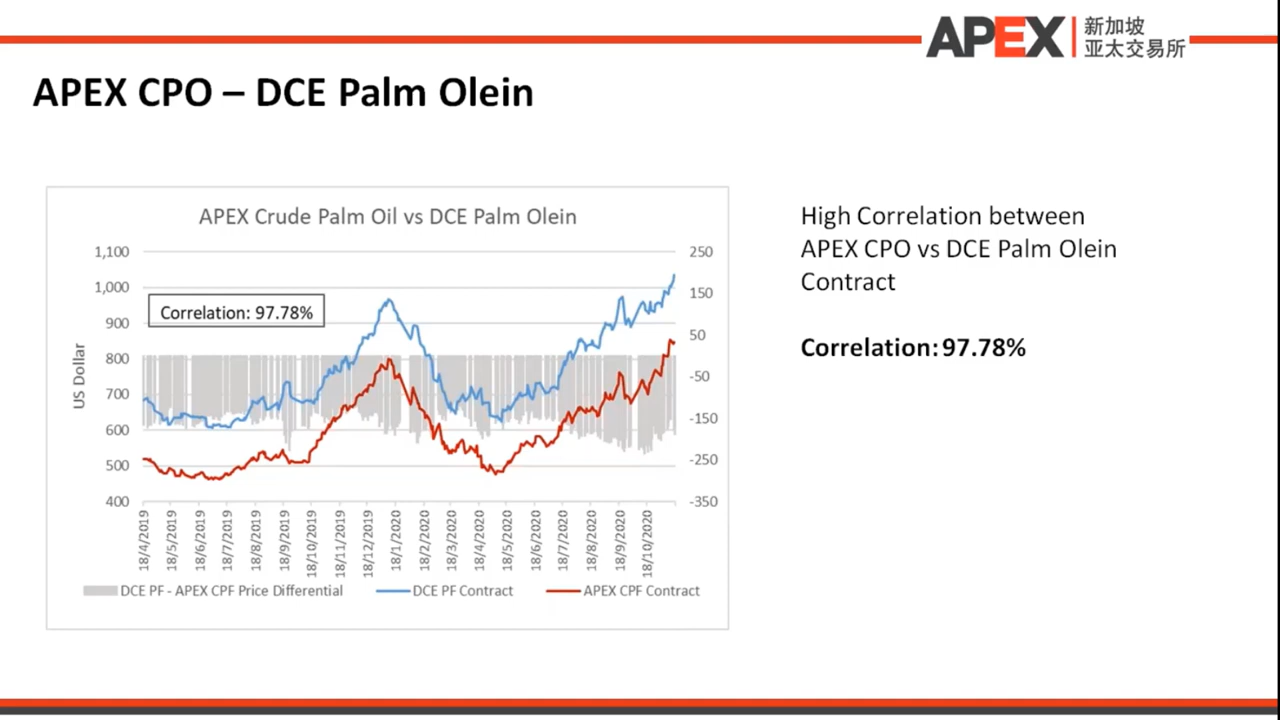 APEX
新加坡
亚太交易所
APEX CPO – DCE Palm Olein
APEX Crude Palm Oil vs DCE Palm Olein
1,100
1,000
900
800
700
600
500
400
US Dollar
Correlation: 97.78%
250
150
50
-50
-150
-250
-350
18/4/2019
18/5/2019
18/6/2019
18/7/2019
18/8/2019
18/9/2019
18/10/2019
18/11/2019
18/12/2019
18/1/2020
18/2/2020
18/3/2020
18/4/2020
18/5/2020
18/6/2020
18/7/2020
18/8/2020
18/9/2020
18/10/2020
DCE PF - APEX CPF Price Differential
DCE PF Contract
APEX CPF Contract
High Correlation between
APEX CPO vs DCE Palm Olein
Contract
Correlation: 97.78%